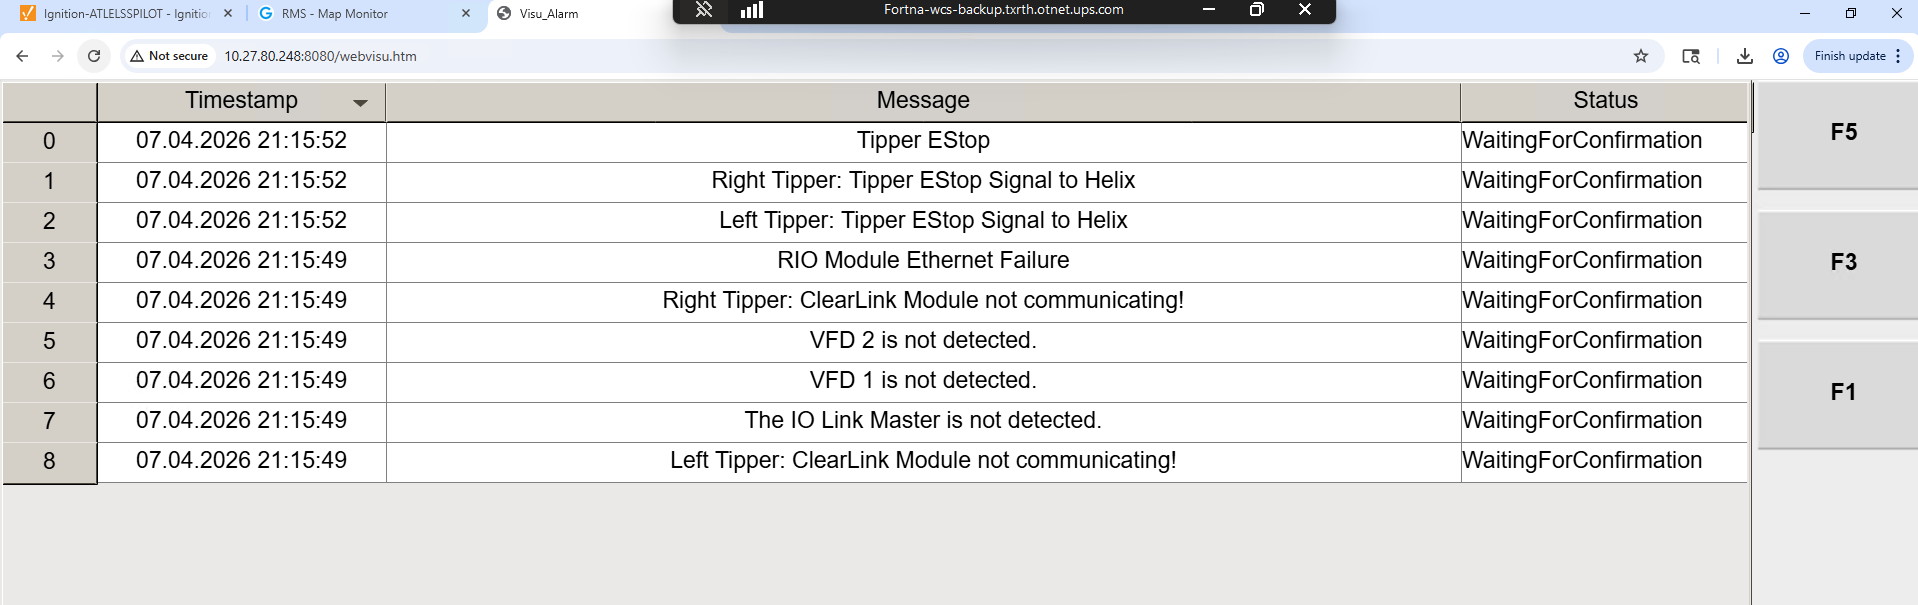 Ignition-ATLELSSPILOT - Ignitio
RMS - Map Monitor
Visu_Alarm
Fortna-wcs-backup.txrth.otnet.ups.com
Not secure
10.27.80.248:8080/webvisu.htm
Finish update
Timestamp Message Status
0 07.04.2026 21:15:52 Tipper EStop WaitingForConfirmation
1 07.04.2026 21:15:52 Right Tipper: Tipper EStop Signal to Helix WaitingForConfirmation
2 07.04.2026 21:15:52 Left Tipper: Tipper EStop Signal to Helix WaitingForConfirmation
3 07.04.2026 21:15:49 RIO Module Ethernet Failure WaitingForConfirmation
4 07.04.2026 21:15:49 Right Tipper: ClearLink Module not communicating! WaitingForConfirmation
5 07.04.2026 21:15:49 VFD 2 is not detected. WaitingForConfirmation
6 07.04.2026 21:15:49 VFD 1 is not detected. WaitingForConfirmation
7 07.04.2026 21:15:49 The IO Link Master is not detected. WaitingForConfirmation
8 07.04.2026 21:15:49 Left Tipper: ClearLink Module not communicating! WaitingForConfirmation
F5
F3
F1